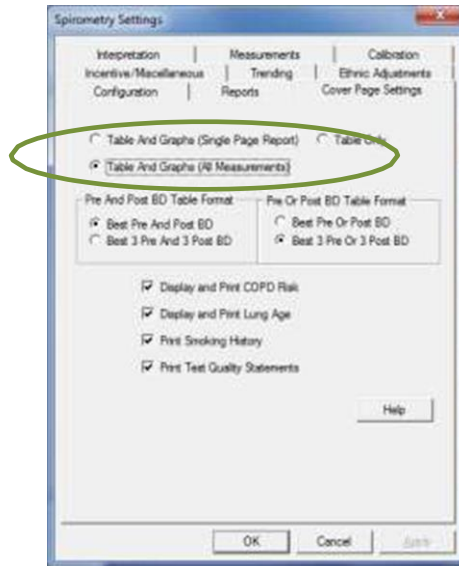 Spirometry Settings
Interpretation Measurements Calibration
Incentive/Miscellaneous Trending Ethnic Adjustments
Configuration Reports Cover Page Settings
Table And Graphs (Single Page Report) Table Only
Table And Graphs (All Measurements)
Pre And Post BD Table Format Pre Or Post BD Table Format
Best Pre And Post BD Best Pre Or Post BD
Best 3 Pre And 3 Post BD Best 3 Pre Or 3 Post BD
Display and Print COPD Risk
Display and Print Lung Age
Print Smoking History
Print Test Quality Statements
Help
OK Cancel Apply